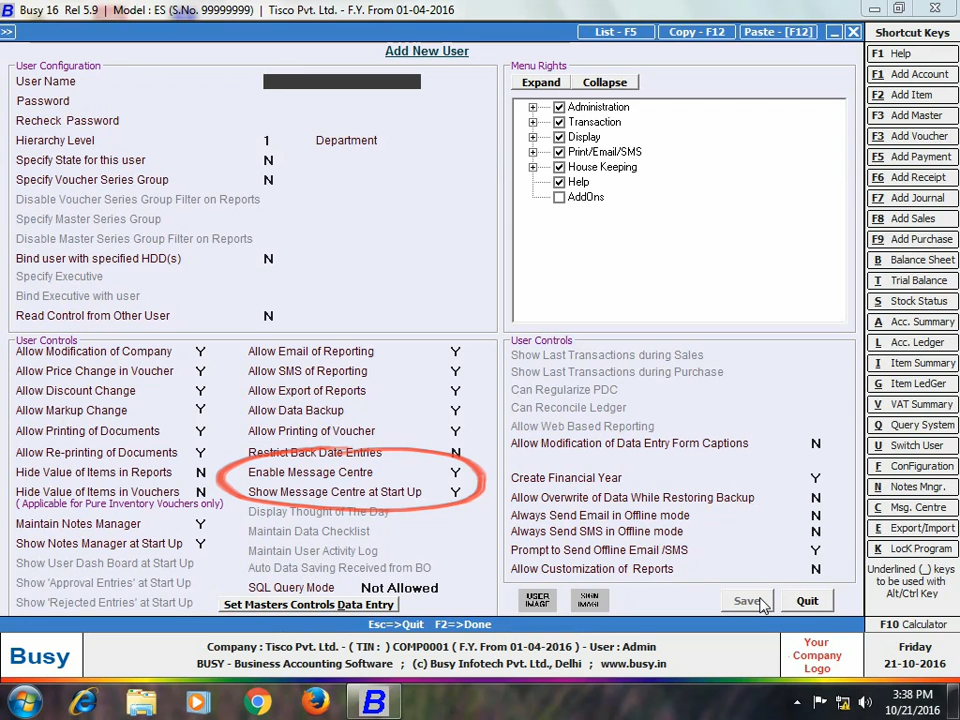 Busy 16 Rel 5.9 | Model : ES (S.No. 99999999) | Tisco Pvt. Ltd. - F.Y. From 01-04-2016
>> List - F5 Copy - F12 Paste - [F12]
Add New User
User Configuration
User Name
Password
Recheck Password
Hierarchy Level 1 Department
Specify State for this user N
Specify Voucher Series Group N
Disable Voucher Series Group Filter on Reports
Specify Master Series Group
Disable Master Series Group Filter on Reports
Bind user with specified HDD(s) N
Specify Executive
Bind Executive with user
Read Control from Other User N
Menu Rights
Expand Collapse
Administration
Transaction
Display
Print/Email/SMS
House Keeping
Help
AddOns
User Controls
Allow Modification of Company Y
Allow Price Change in Voucher Y
Allow Discount Change Y
Allow Markup Change Y
Allow Printing of Documents Y
Allow Re-printing of Documents Y
Hide Value of Items in Reports N
Hide Value of Items in Vouchers N
( Applicable for Pure Inventory Vouchers only)
Maintain Notes Manager Y
Show Notes Manager at Start Up Y
Show User Dash Board at Start Up
Show 'Approval Entries' at Start Up
Show 'Rejected Entries' at Start Up
Allow Email of Reporting Y
Allow SMS of Reporting Y
Allow Export of Reports Y
Allow Data Backup Y
Allow Printing of Voucher Y
Restrict Back Date Entries N
Enable Message Centre Y
Show Message Centre at Start Up Y
Display Thought of The Day
Maintain Data Checklist
Maintain User Activity Log
Auto Data Saving Received from BO
SQL Query Mode Not Allowed
Set Masters Controls Data Entry
User Controls
Show Last Transactions during Sales
Show Last Transactions during Purchase
Can Regularize PDC
Can Reconcile Ledger
Allow Web Based Reporting
Allow Modification of Data Entry Form Captions N
Create Financial Year Y
Allow Overwrite of Data While Restoring Backup N
Always Send Email in Offline mode N
Always Send SMS in Offline mode N
Prompt to Send Offline Email /SMS Y
Allow Customization of Reports N
USER IMAGE SIGN IMAGE Save Quit
Esc=>Quit F2=>Done
Shortcut Keys
F1 Help
F1 Add Account
F2 Add Item
F3 Add Master
F3 Add Voucher
F5 Add Payment
F6 Add Receipt
F7 Add Journal
F8 Add Sales
F9 Add Purchase
B Balance Sheet
T Trial Balance
S Stock Status
A Acc. Summary
L Acc. Ledger
I Item Summary
G Item LedGer
V VAT Summary
Q Query System
U Switch User
F ConFiguration
N Notes Mngr.
C Msg. Centre
E Export/Import
K LocK Program
Underlined (_) keys
to be used with
Alt/Ctrl Key
F10 Calculator
Busy
Company : Tisco Pvt. Ltd. - ( TIN : ) COMP0001 ( F.Y. From 01-04-2016 ) - User : Admin
BUSY - Business Accounting Software ; (c) Busy Infotech Pvt. Ltd., Delhi ; www.busy.in
Your
Company
Logo
Friday
21-10-2016
3:38 PM
10/21/2016